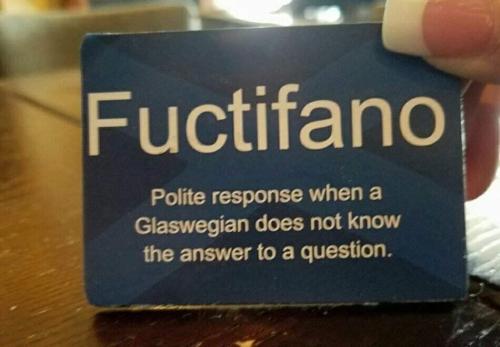 Fuctifano
Polite response when a
Glaswegian does not know
the answer to a question.